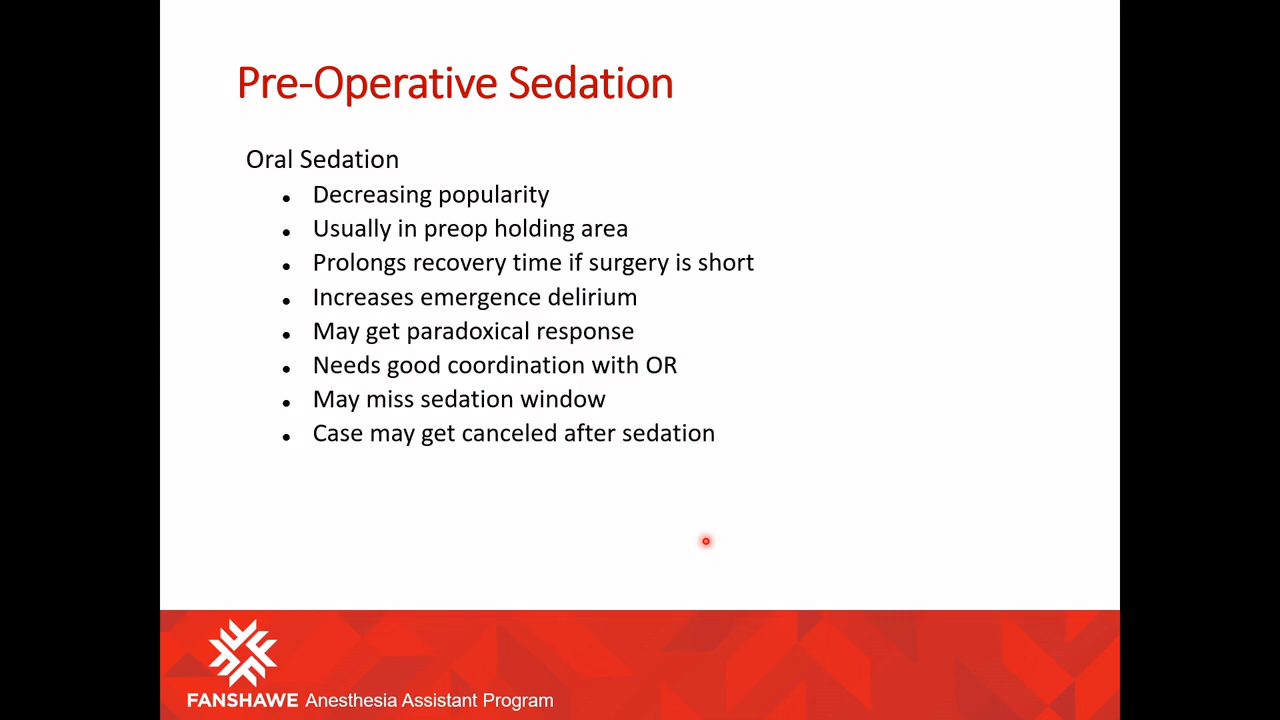 Pre-Operative Sedation
Oral Sedation
• Decreasing popularity
• Usually in preop holding area
• Prolongs recovery time if surgery is short
• Increases emergence delirium
• May get paradoxical response
• Needs good coordination with OR
• May miss sedation window
• Case may get canceled after sedation
FANSHAWE Anesthesia Assistant Program